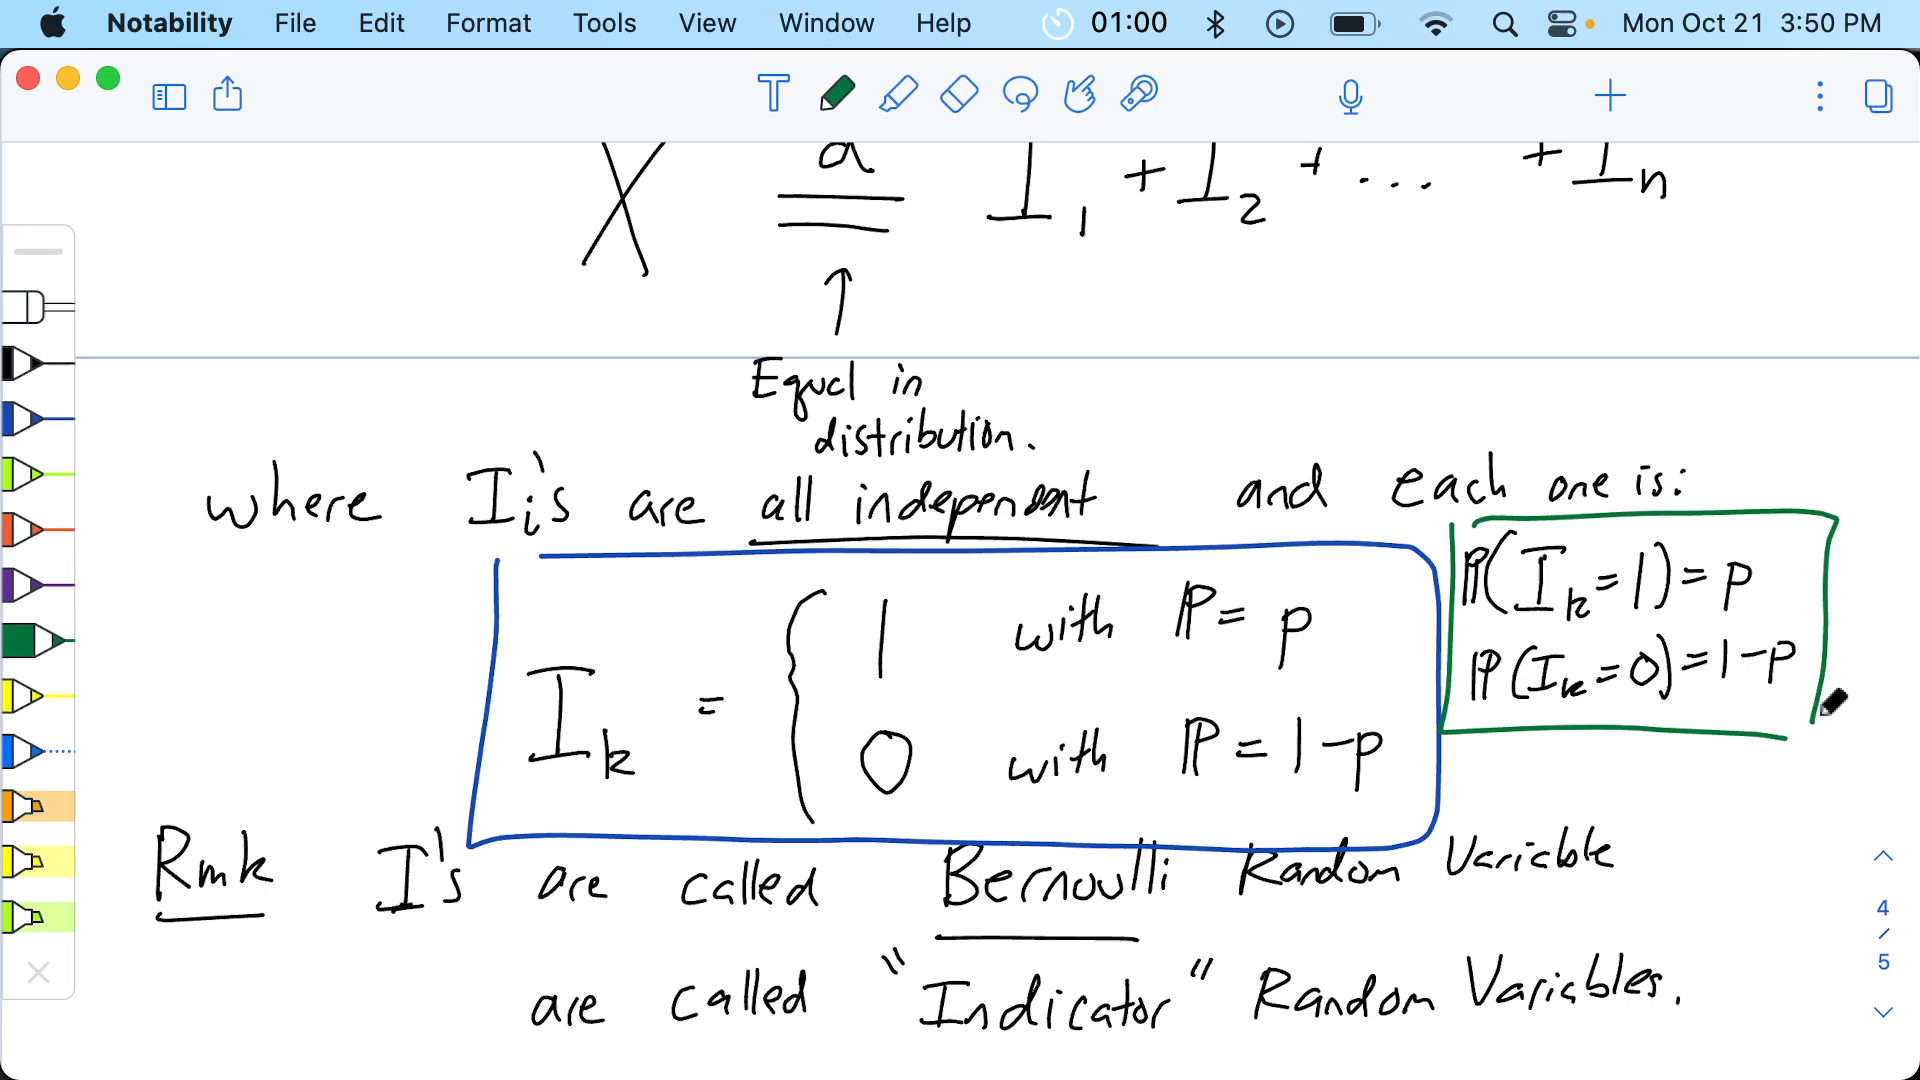 Notability File Edit Format Tools View Window Help 01:00 Mon Oct 21 3:50 PM
X d= I₁ + I₂ + ... + Iₙ
Equal in
distribution.
where Iᵢ's are all independent and each one is:
Iₖ = { 1 with ℙ = p
0 with ℙ = 1-p
ℙ(Iₖ = 1) = p
ℙ(Iₖ = 0) = 1-p
Rmk I's are called Bernoulli Random Variable
are called "Indicator" Random Variables.
4
/
5